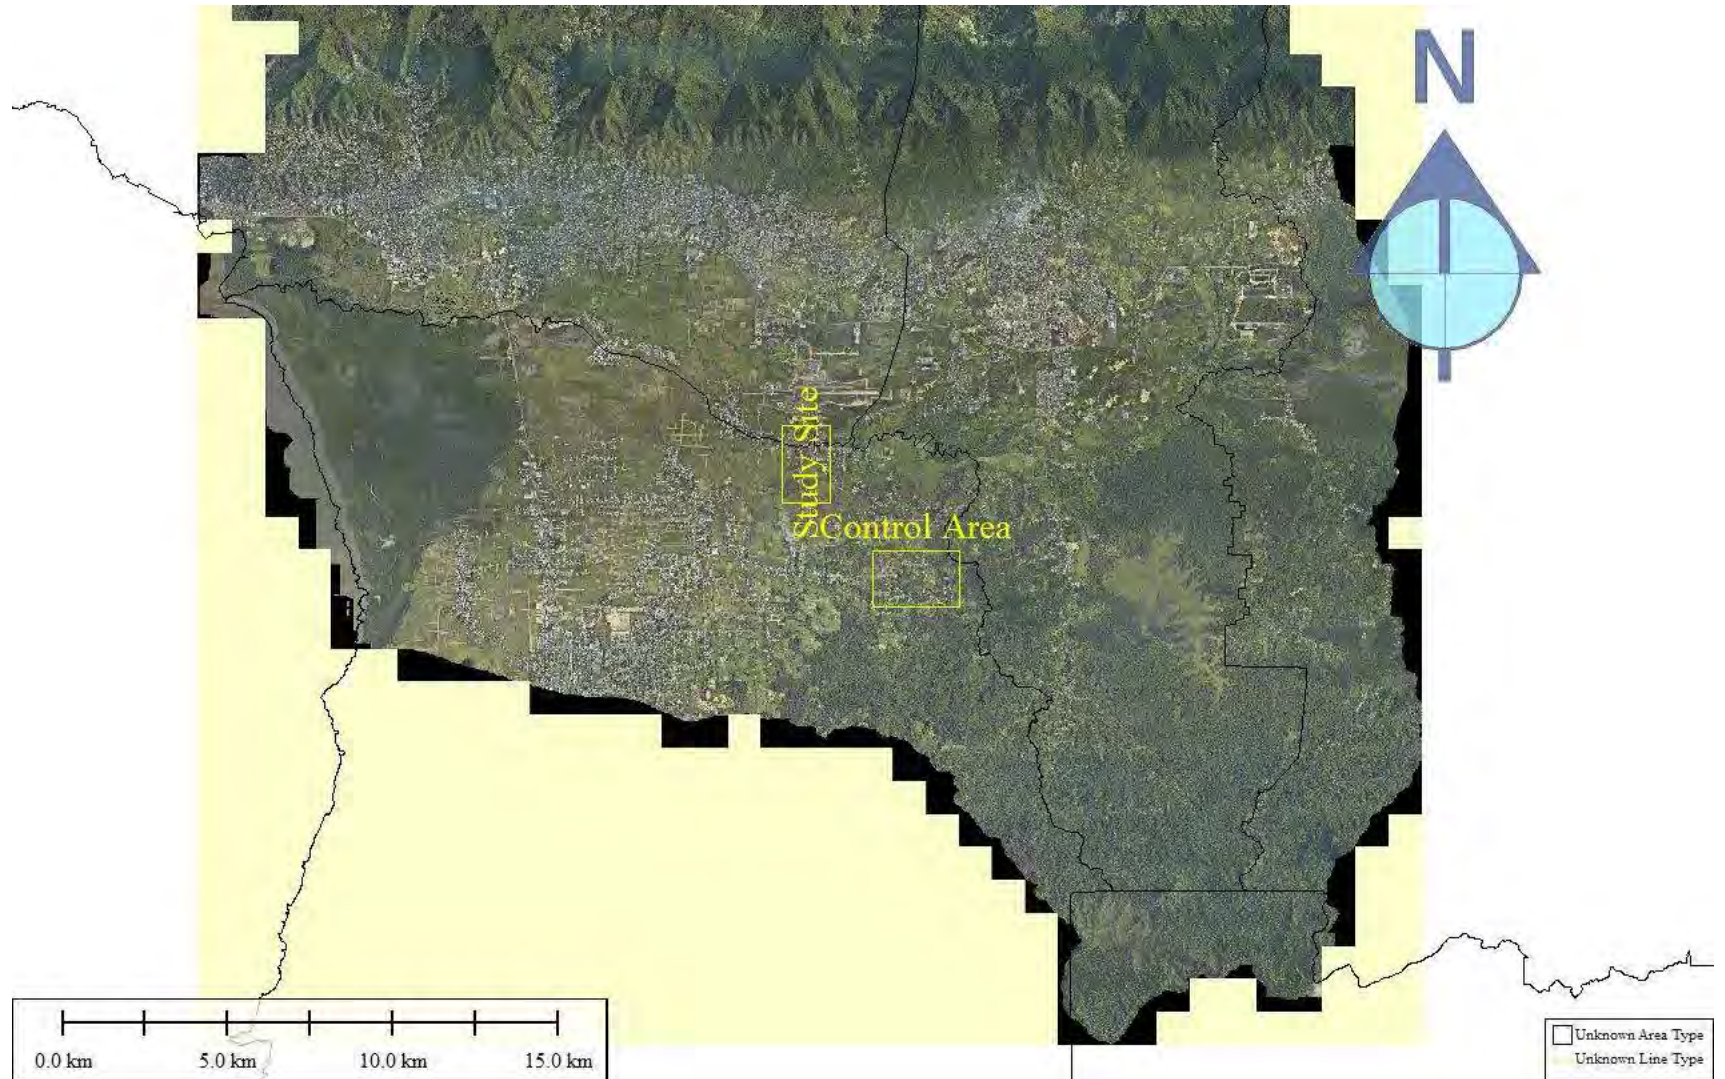 N
Study Site
Control Area
0.0 km 5.0 km 10.0 km 15.0 km
Unknown Area Type
Unknown Line Type